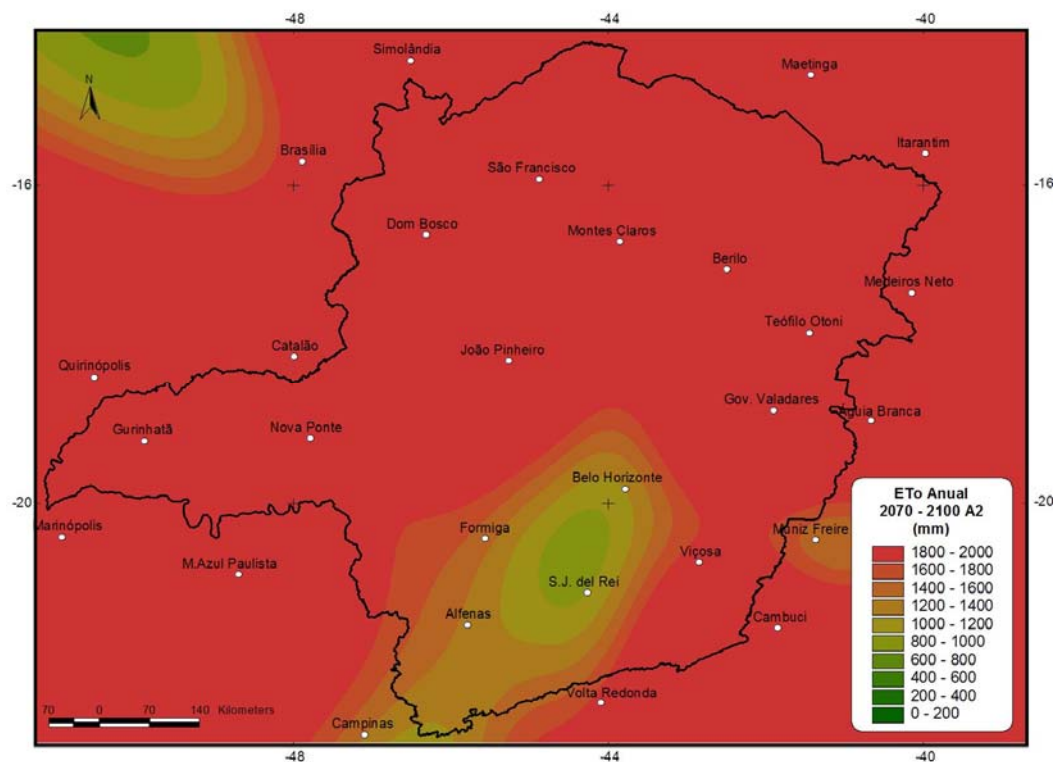 -48
-44
-40
Simolândia
Maetinga
N
Brasília
Itarantim
São Francisco
-16
-16
Dom Bosco
Montes Claros
Berilo
Medeiros Neto
Teófilo Otoni
Catalão
João Pinheiro
Quirinópolis
Gov. Valadares
Águia Branca
Gurinhatã
Nova Ponte
Belo Horizonte
-20
-20
Marinópolis
Formiga
Muniz Freire
Viçosa
M.Azul Paulista
S.J. del Rei
Alfenas
Cambuci
Volta Redonda
Campinas
70 0 70 140 Kilometers
-48
-44
-40
ETo Anual
2070 - 2100 A2
(mm)
1800 - 2000
1600 - 1800
1400 - 1600
1200 - 1400
1000 - 1200
800 - 1000
600 - 800
400 - 600
200 - 400
0 - 200